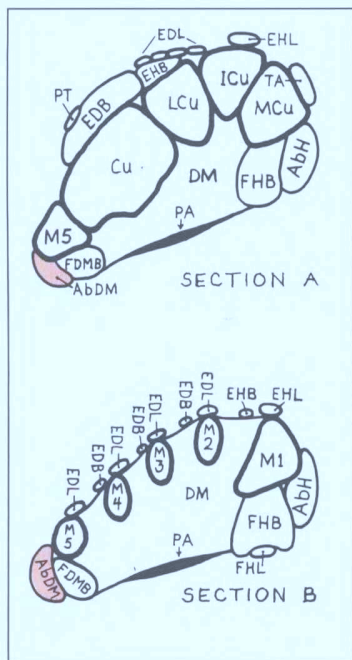 EDL
EHL
EHB
ICu
TA
PT
EDB
LCu
MCu
Cu
DM
FHB
AbH
PA
M5
FDMB
AbDM
SECTION A
EDL
EDB
EHB
EHL
EDL
EDB
M2
EDL
M3
M1
EDB
M4
DM
EDL
AbH
M5
FHB
PA
AbDM
FDMB
FHL
SECTION B